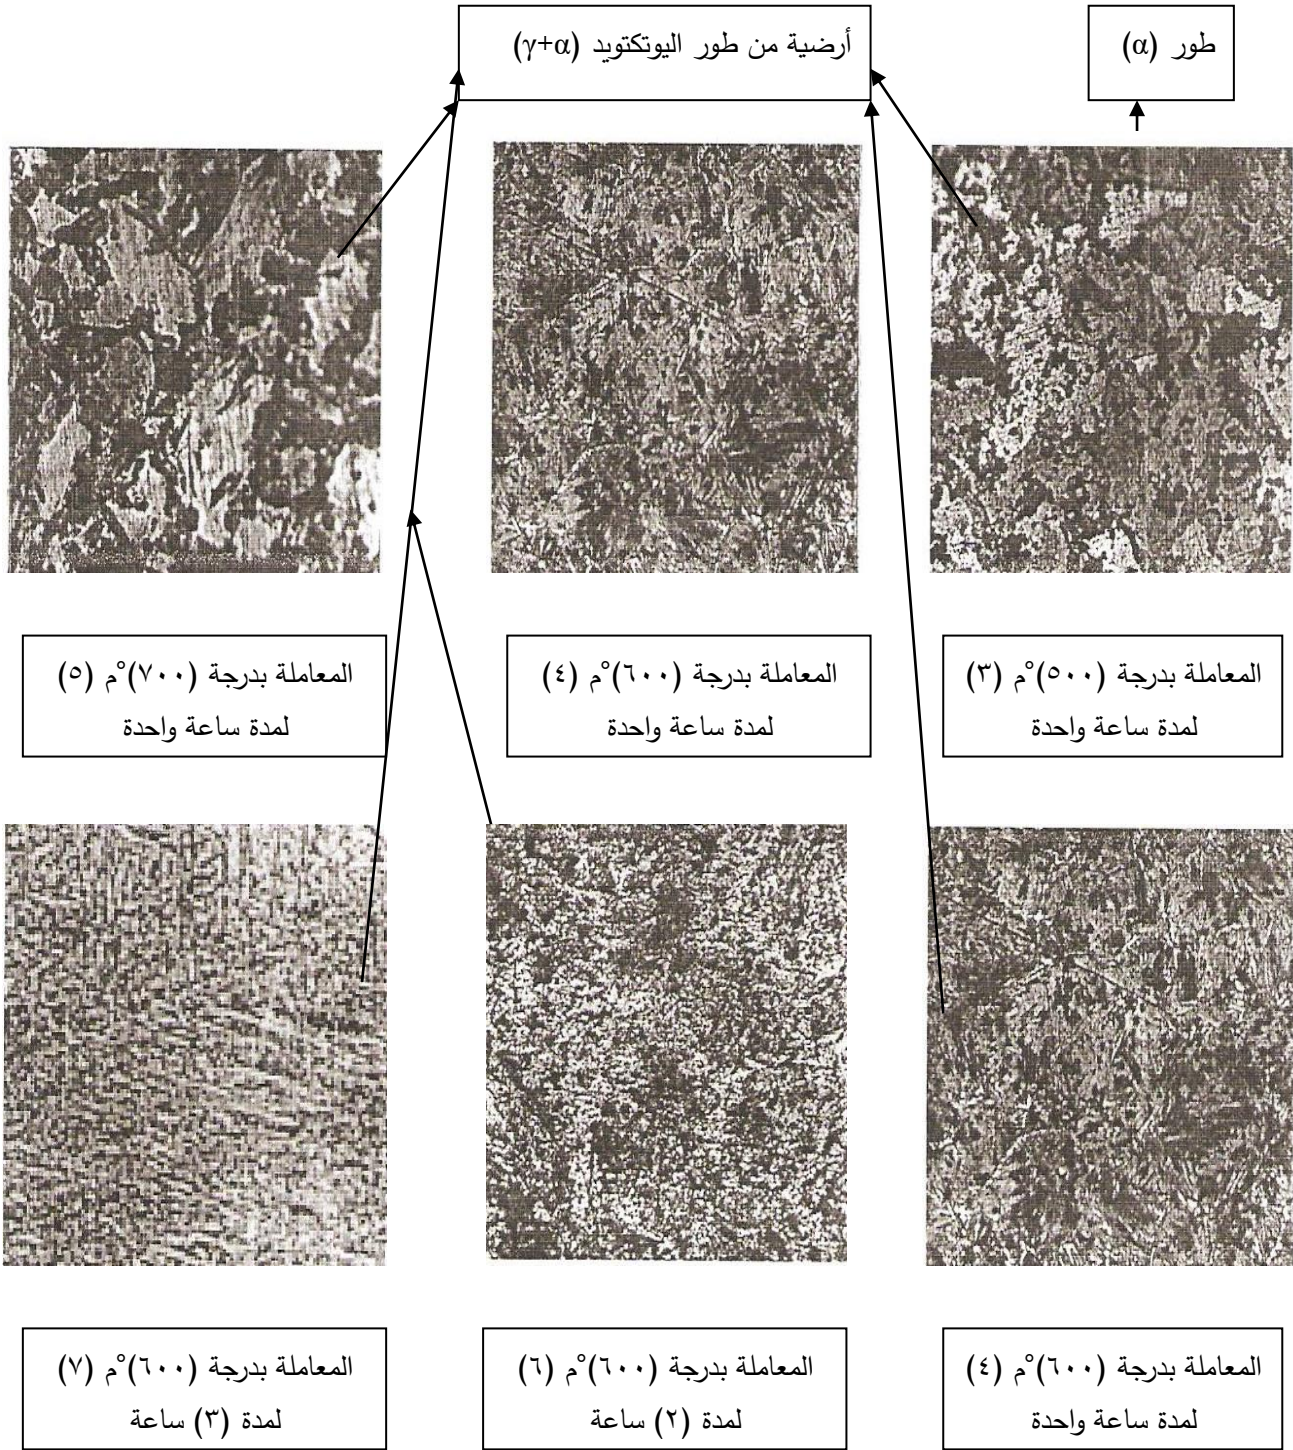 طور (α)
أرضية من طور اليوتكتويد (γ+α)
المعاملة بدرجة (٥٠٠)°م (٣)
لمدة ساعة واحدة
المعاملة بدرجة (٦٠٠)°م (٤)
لمدة ساعة واحدة
المعاملة بدرجة (٧٠٠)°م (٥)
لمدة ساعة واحدة
المعاملة بدرجة (٦٠٠)°م (٤)
لمدة ساعة واحدة
المعاملة بدرجة (٦٠٠)°م (٦)
لمدة (٢) ساعة
المعاملة بدرجة (٦٠٠)°م (٧)
لمدة (٣) ساعة